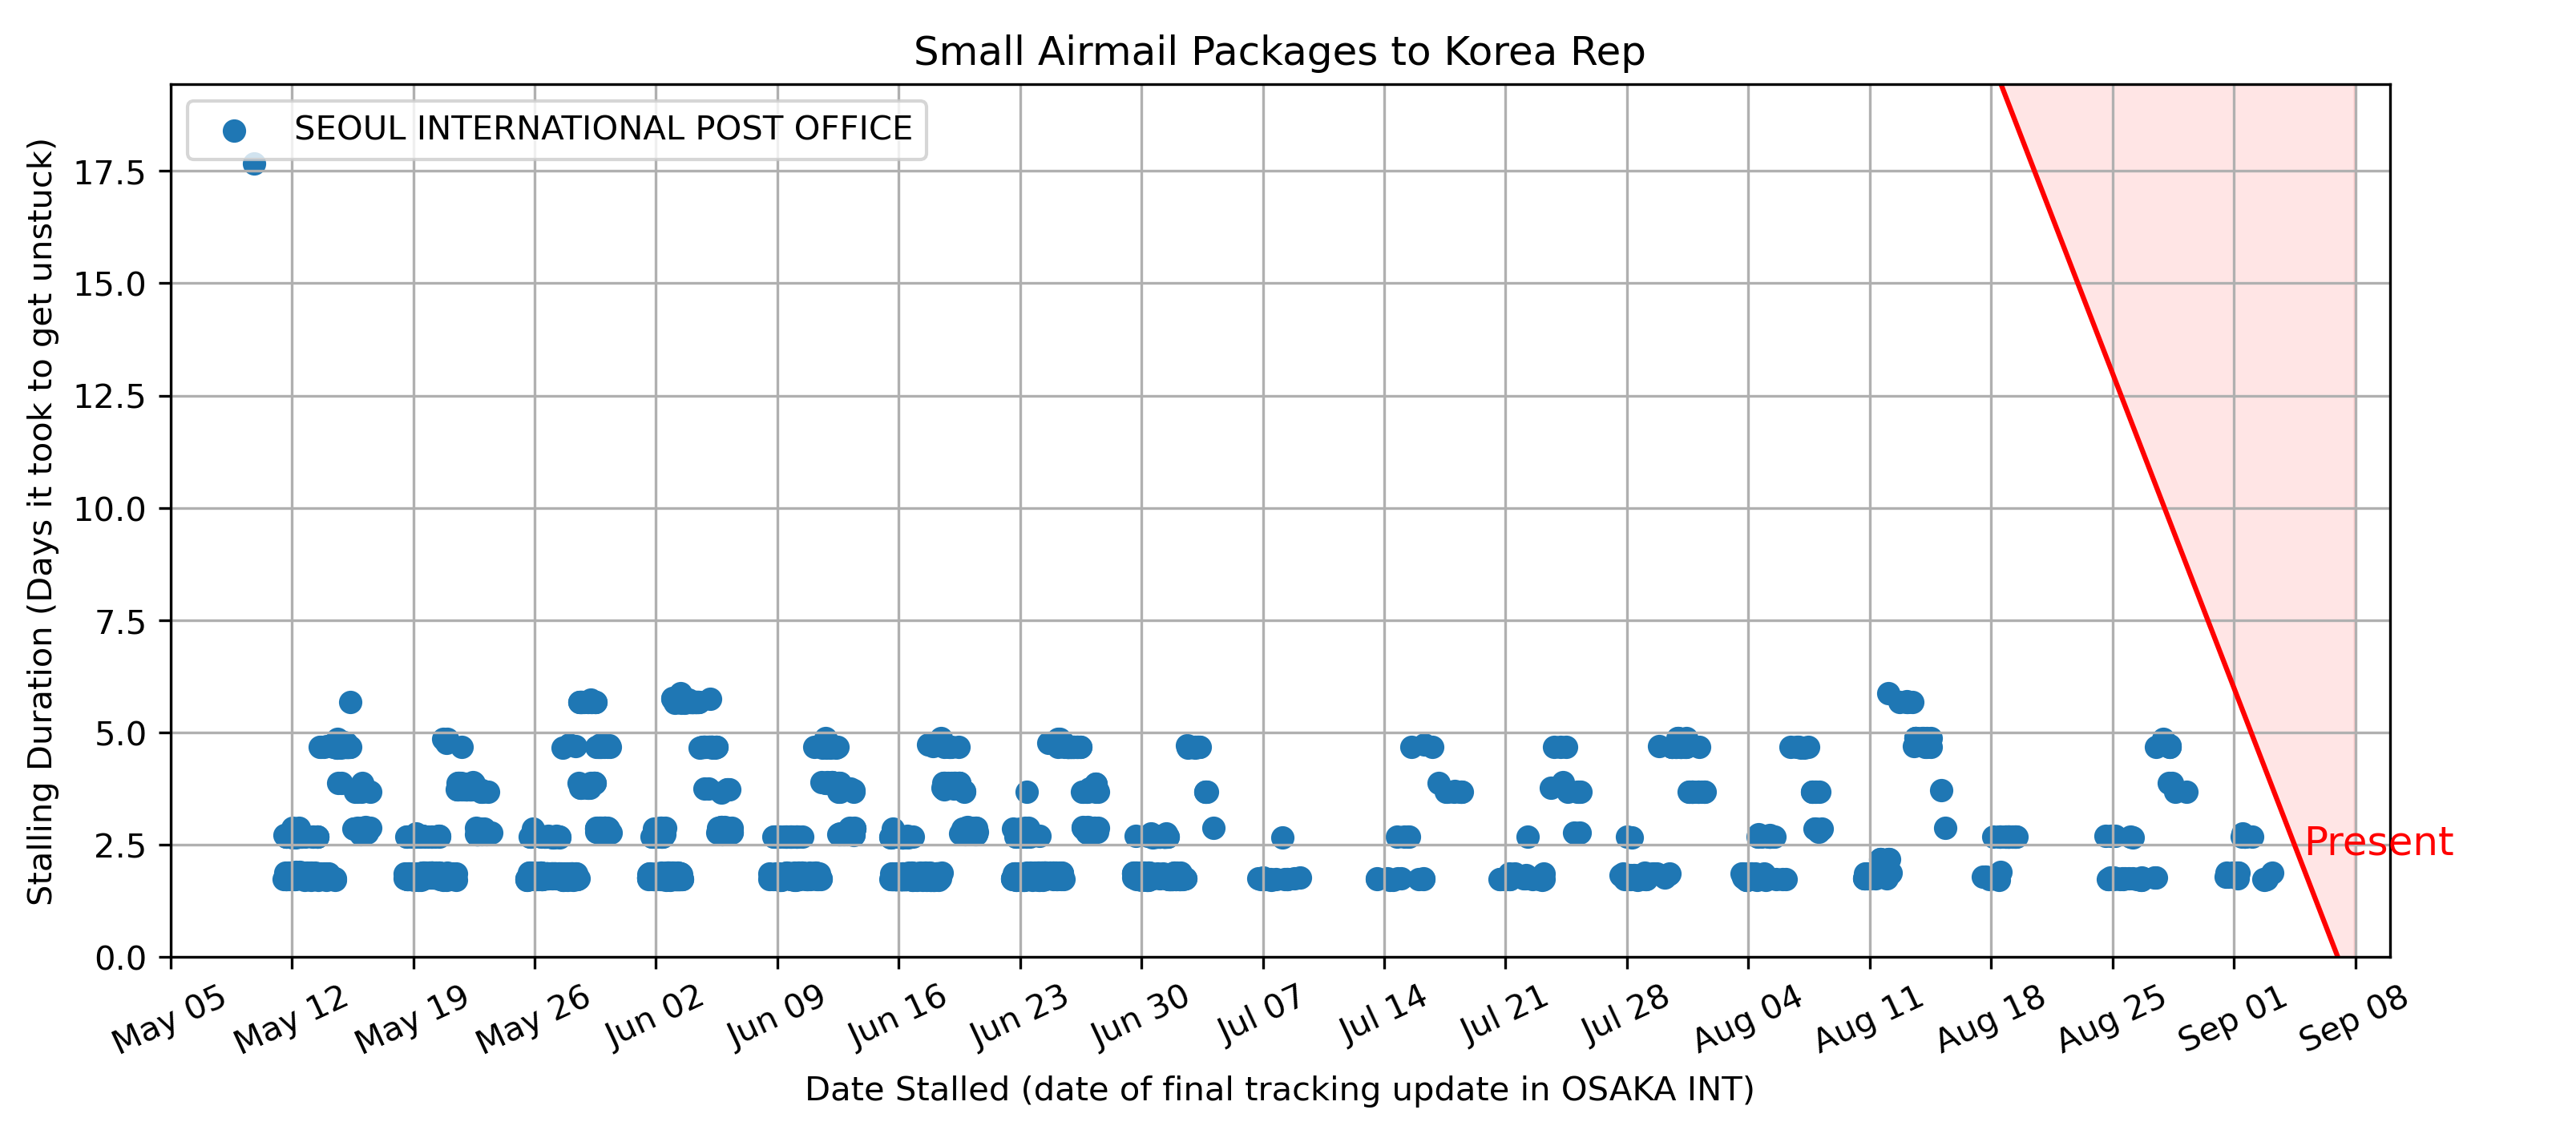 Small Airmail Packages to Korea Rep
SEOUL INTERNATIONAL POST OFFICE
Stalling Duration (Days it took to get unstuck)
17.5
15.0
12.5
10.0
7.5
5.0
2.5
0.0
Present
May 05
May 12
May 19
May 26
Jun 02
Jun 09
Jun 16
Jun 23
Jun 30
Jul 07
Jul 14
Jul 21
Jul 28
Aug 04
Aug 11
Aug 18
Aug 25
Sep 01
Sep 08
Date Stalled (date of final tracking update in OSAKA INT)